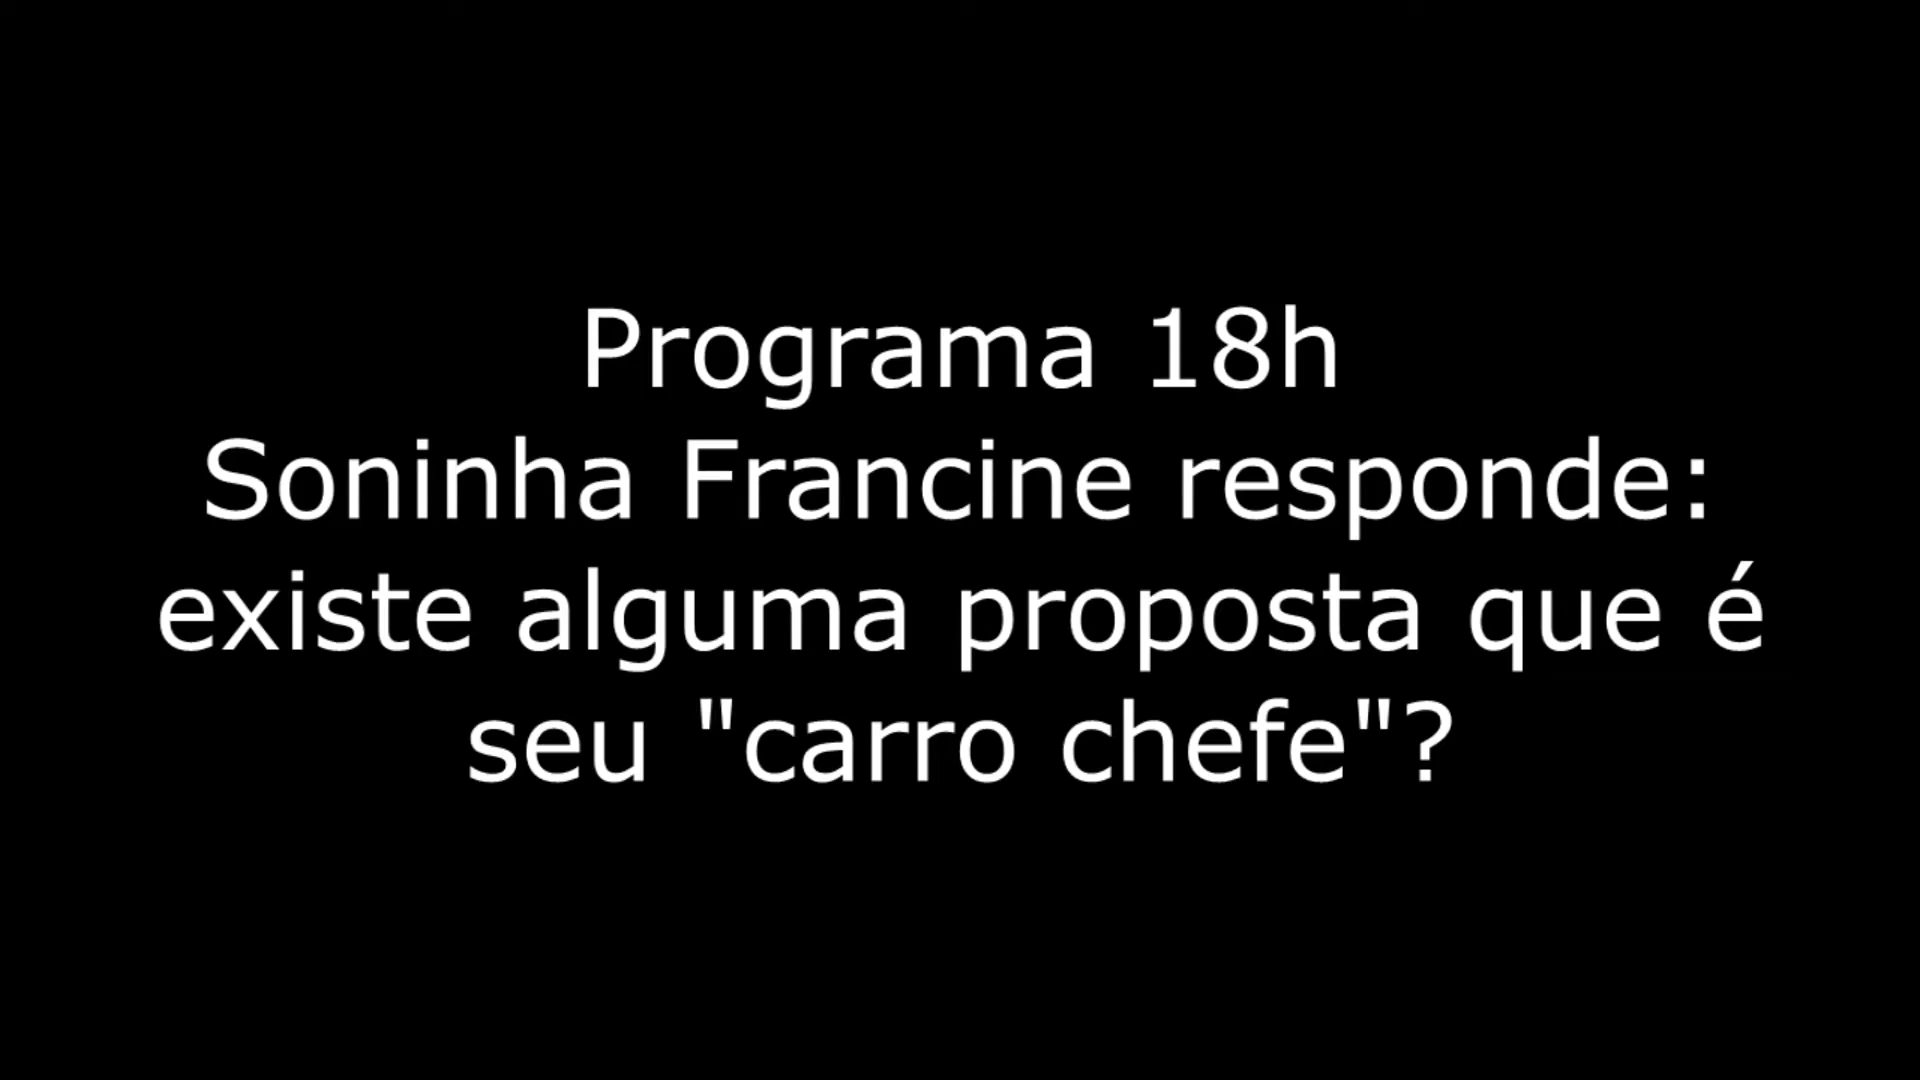 Programa 18h
Soninha Francine responde:
existe alguma proposta que é
seu "carro chefe"?